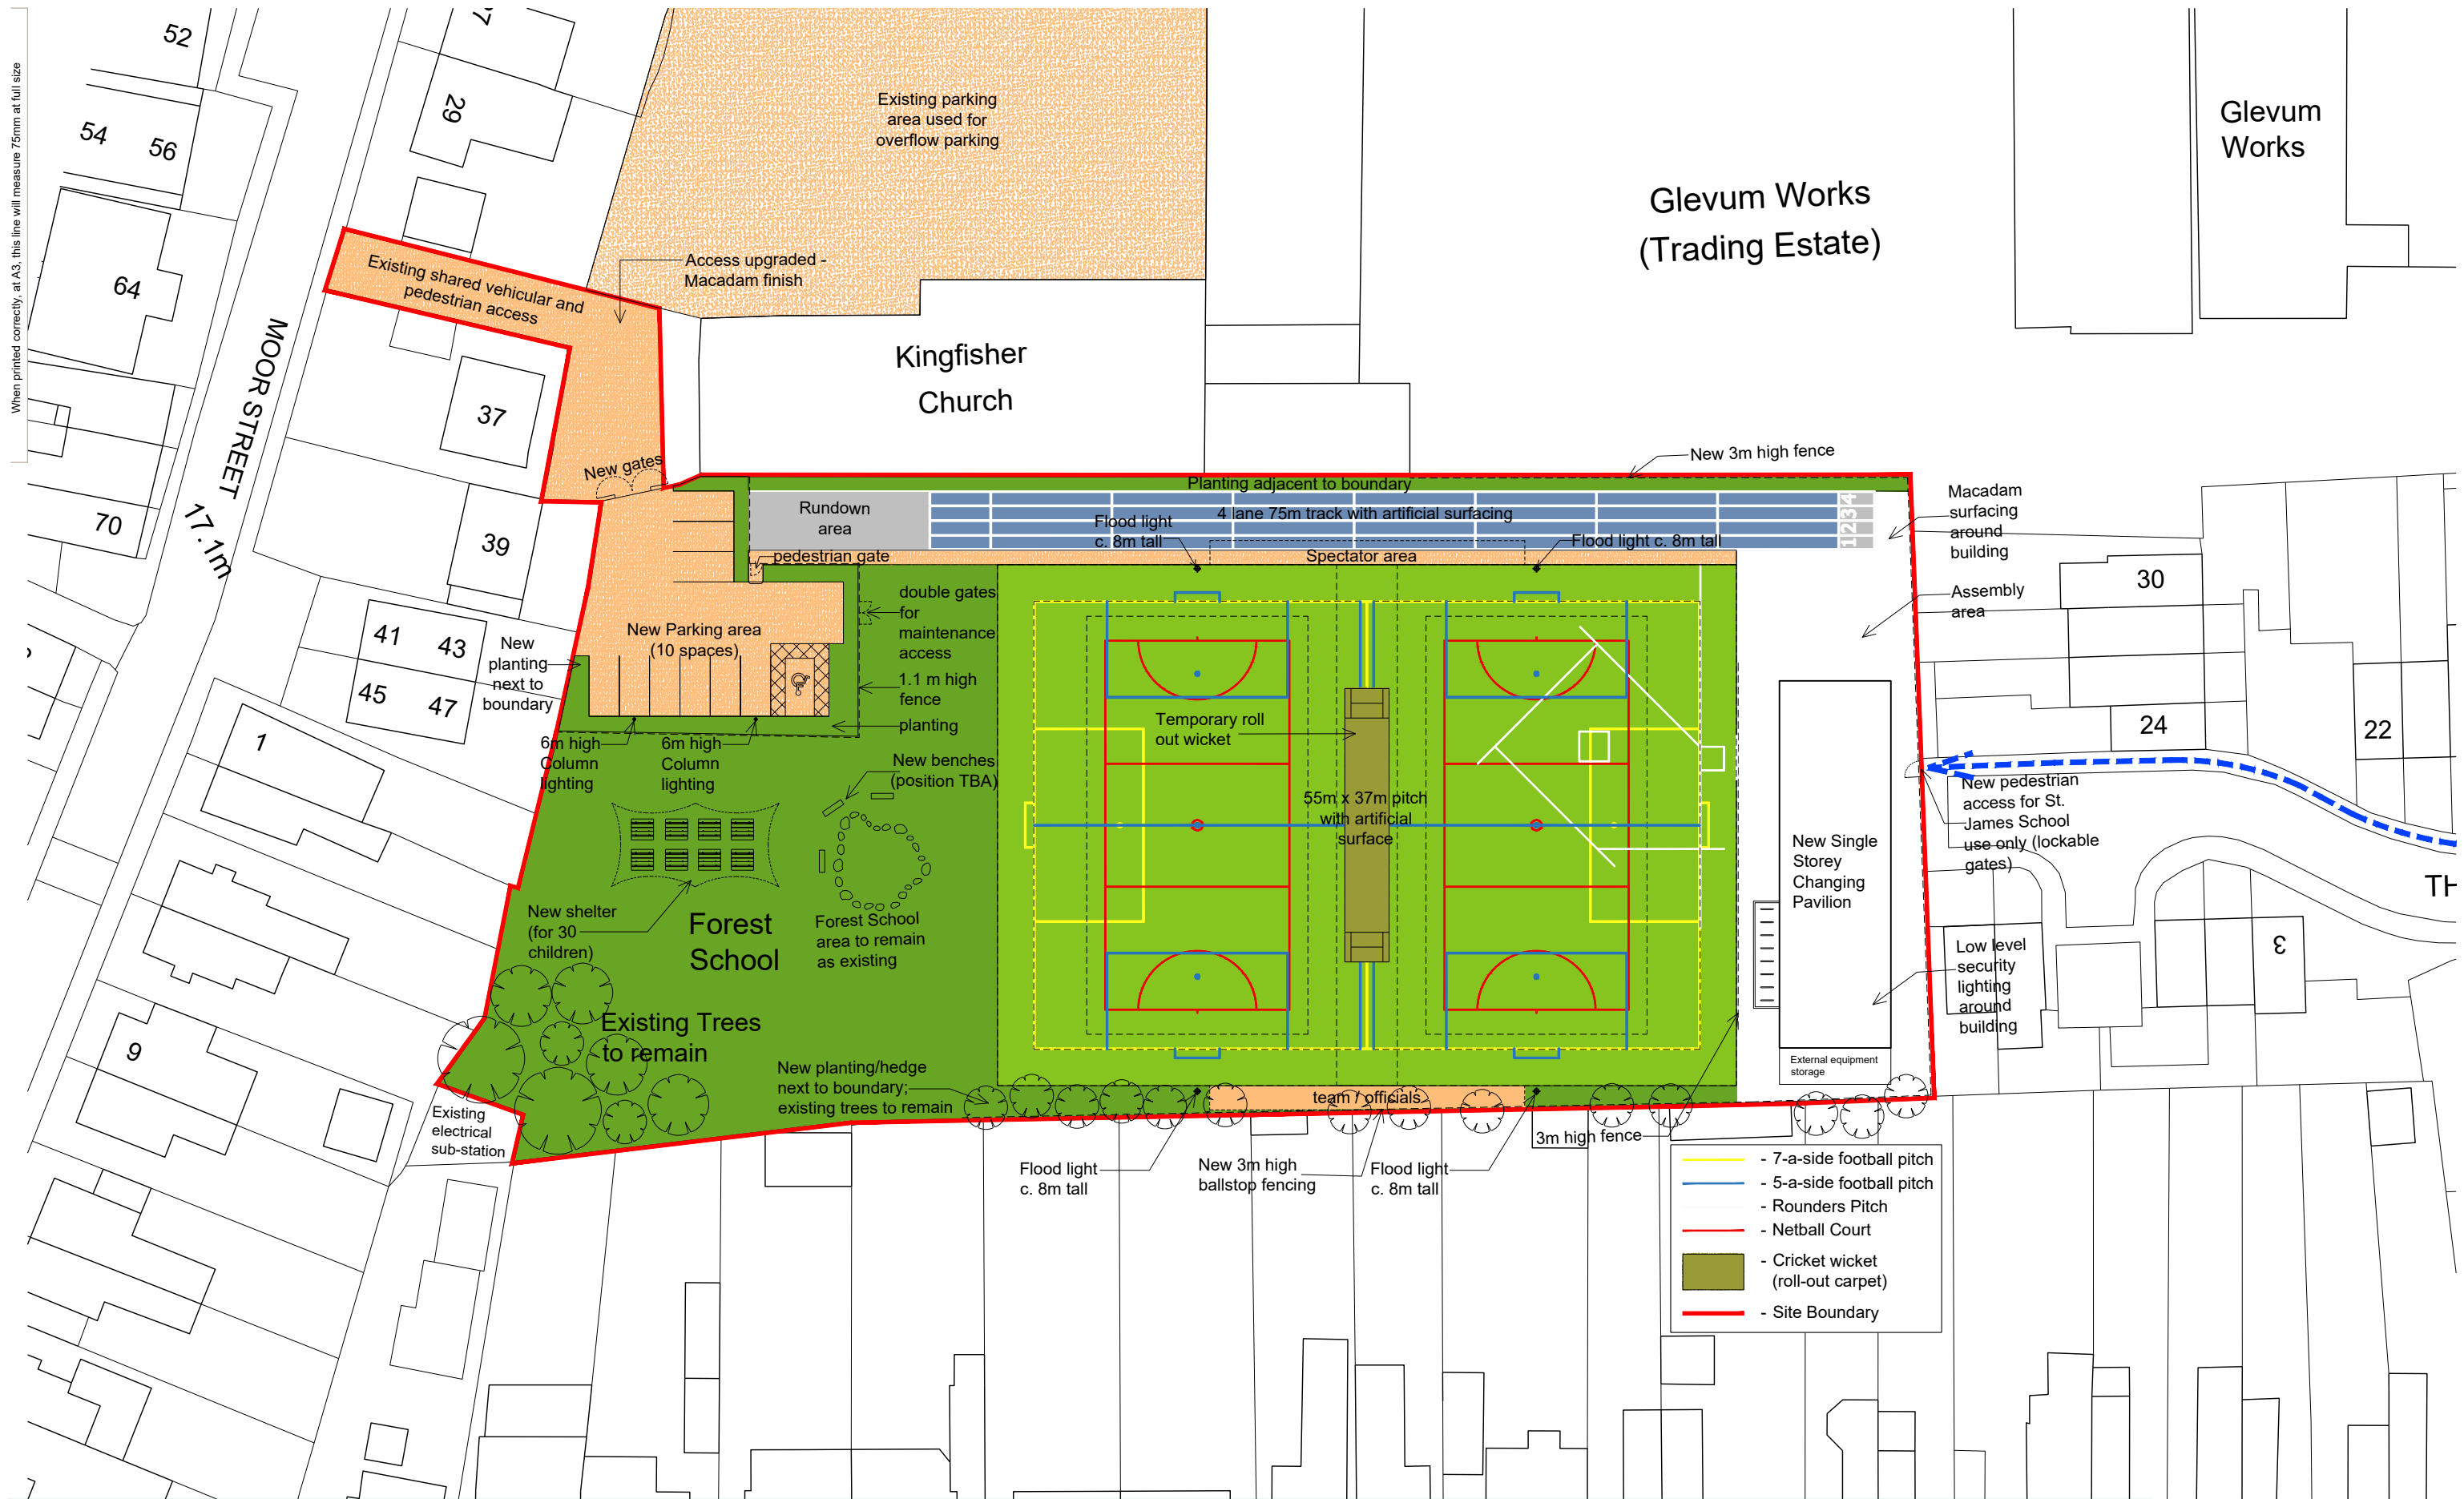 When printed correctly, at A3, this line will measure 75mm at full size
52
54
56
64
70
29
37
39
41
43
45
47
1
9
MOOR STREET
17.1m
Existing parking
area used for
overflow parking
Glevum
Works
Glevum Works
(Trading Estate)
Existing shared vehicular and
pedestrian access
Access upgraded -
Macadam finish
Kingfisher
Church
New gates
New 3m high fence
Planting adjacent to boundary
Rundown
area
4 lane 75m track with artificial surfacing
1 2 3 4
Flood light
c. 8m tall
Flood light c. 8m tall
pedestrian gate
Spectator area
Macadam
surfacing
around
building
Assembly
area
30
24
22
3
TH
double gates
for
maintenance
access
1.1 m high
fence
planting
New Parking area
(10 spaces)
New
planting
next to
boundary
6m high
Column
lighting
6m high
Column
lighting
New benches
(position TBA)
Temporary roll
out wicket
55m x 37m pitch
with artificial
surface
New pedestrian
access for St.
James School
use only (lockable
gates)
New Single
Storey
Changing
Pavilion
New shelter
(for 30
children)
Forest
School
Forest School
area to remain
as existing
Low level
security
lighting
around
building
Existing Trees
to remain
External equipment
storage
New planting/hedge
next to boundary;
existing trees to remain
team / officials
Existing
electrical
sub-station
3m high fence
Flood light
c. 8m tall
New 3m high
ballstop fencing
Flood light
c. 8m tall
- 7-a-side football pitch
- 5-a-side football pitch
- Rounders Pitch
- Netball Court
- Cricket wicket
(roll-out carpet)
- Site Boundary